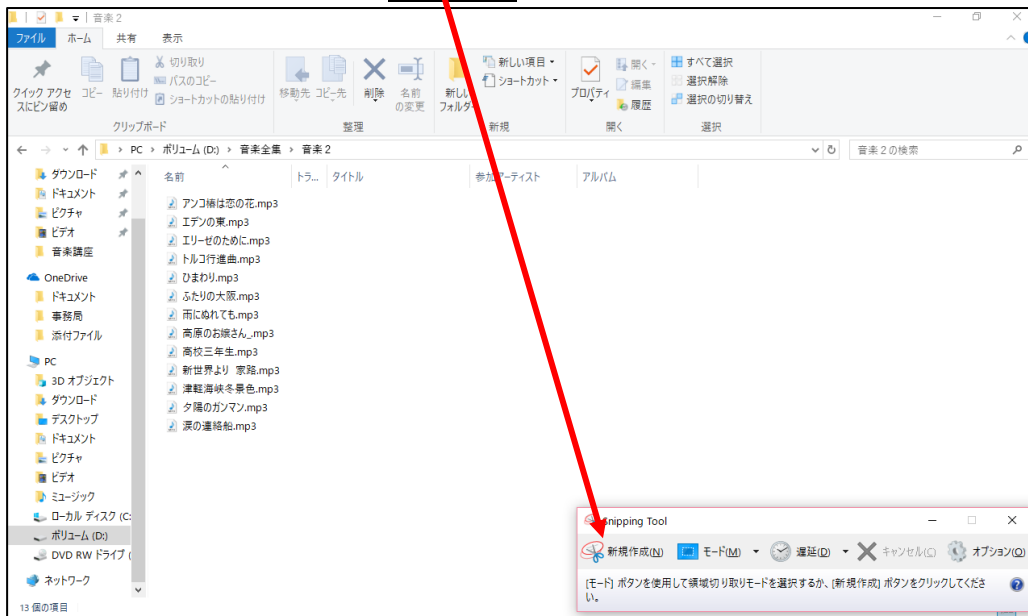 音楽2
ファイル ホーム 共有 表示
クイック アクセスにピン留め
コピー
貼り付け
切り取り
パスのコピー
ショートカットの貼り付け
移動先
コピー先
削除
名前の変更
新しい
フォルダー
新しい項目
ショートカット
プロパティ
開く
編集
履歴
すべて選択
選択解除
選択の切り替え
クリップボード 整理 新規 開く 選択
PC › ボリューム (D:) › 音楽全集 › 音楽2
音楽2の検索
名前 トラ... タイトル 参加アーティスト アルバム
ダウンロード
ドキュメント
ピクチャ
ビデオ
音楽講座
OneDrive
ドキュメント
事務局
添付ファイル
PC
3D オブジェクト
ダウンロード
デスクトップ
ドキュメント
ピクチャ
ビデオ
ミュージック
ローカル ディスク (C:
ボリューム (D:)
DVD RW ドライブ (
ネットワーク
アンコ椿は恋の花.mp3
エデンの東.mp3
エリーゼのために.mp3
トルコ行進曲.mp3
ひまわり.mp3
ふたりの大阪.mp3
雨にぬれても.mp3
高原のお嬢さん_.mp3
高校三年生.mp3
新世界より 家路.mp3
津軽海峡冬景色.mp3
夕陽のガンマン.mp3
涙の連絡船.mp3
13 個の項目
Snipping Tool
新規作成(N) モード(M) 遅延(D) キャンセル(C) オプション(O)
[モード] ボタンを使用して領域切り取りモードを選択するか、[新規作成] ボタンをクリックしてくださ
い。